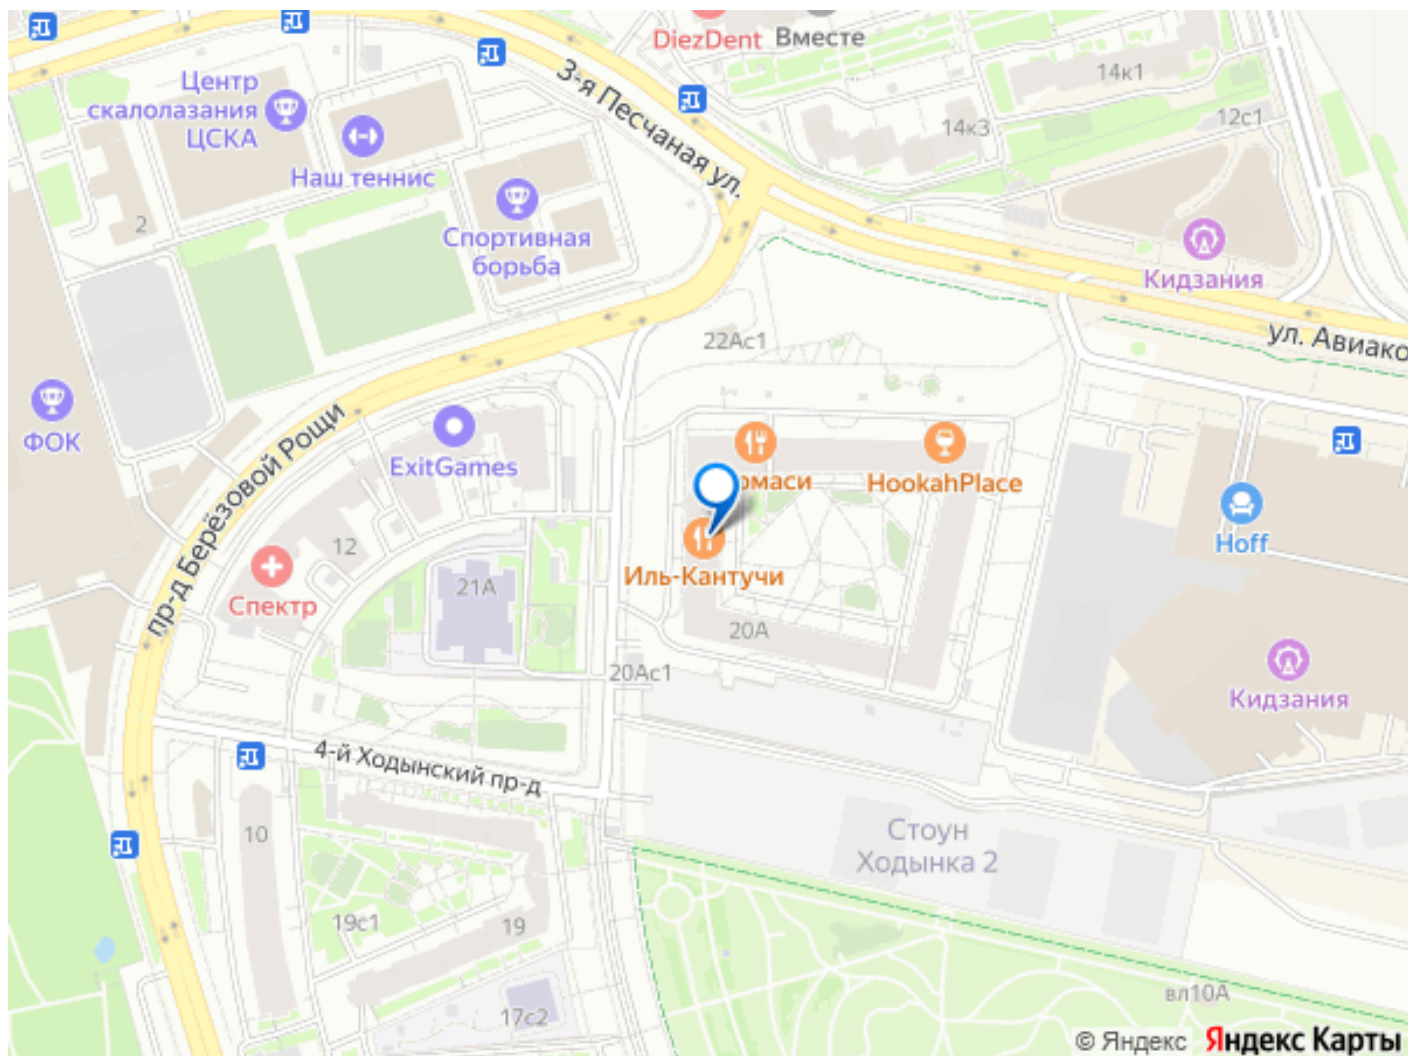 DiezDent
Вместе
Центр
скалолазания
ЦСКА
3-я Песчаная ул.
14к1
14к3
12с1
Наш теннис
2
Спортивная
борьба
Кидзания
ул. Авиако
22Ас1
ФОК
пр-д Берёзовой Рощи
ExitGames
омаси
HookahPlace
Hoff
12
Спектр
21А
Иль-Кантучи
20А
20Ас1
Кидзания
4-й Ходынский пр-д
10
Стоун
Ходынка 2
19с1
19
17с2
вл10А
© Яндекс Яндекс Карты